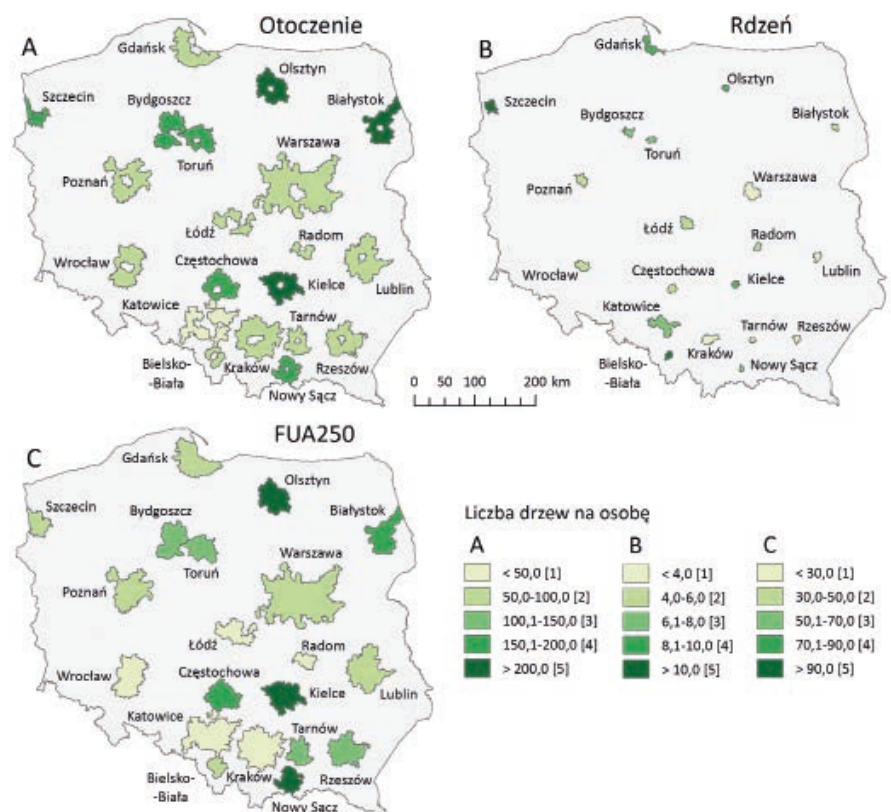 A
Otoczenie
Gdańsk
Olsztyn
Szczecin
Bydgoszcz
Białystok
Toruń
Warszawa
Poznań
Łódź
Radom
Wrocław
Częstochowa
Kielce
Lublin
Katowice
Tarnów
Bielsko-
-Biała
Kraków
Rzeszów
Nowy Sącz
B
Rdzeń
Gdańsk
Olsztyn
Szczecin
Bydgoszcz
Białystok
Toruń
Poznań
Warszawa
Łódź
Radom
Wrocław
Częstochowa
Kielce
Lublin
Katowice
Tarnów
Rzeszów
Bielsko-
-Biała
Kraków
Nowy Sącz
0 50 100 200 km
C
FUA250
Gdańsk
Olsztyn
Szczecin
Bydgoszcz
Białystok
Toruń
Warszawa
Poznań
Łódź
Radom
Wrocław
Częstochowa
Kielce
Lublin
Katowice
Tarnów
Bielsko-
-Biała
Kraków
Rzeszów
Nowy Sącz
Liczba drzew na osobę
A B C
< 50,0 [1] < 4,0 [1] < 30,0 [1]
50,0-100,0 [2] 4,0-6,0 [2] 30,0-50,0 [2]
100,1-150,0 [3] 6,1-8,0 [3] 50,1-70,0 [3]
150,1-200,0 [4] 8,1-10,0 [4] 70,1-90,0 [4]
> 200,0 [5] > 10,0 [5] > 90,0 [5]